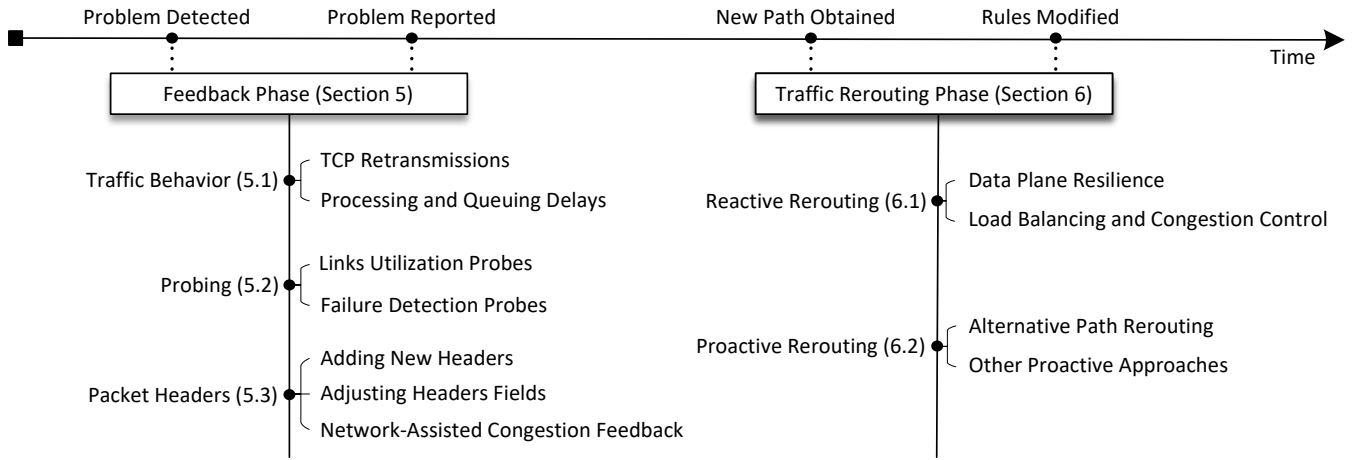 Problem Detected
Problem Reported
New Path Obtained
Rules Modified
Time
Feedback Phase (Section 5)
Traffic Rerouting Phase (Section 6)
Traffic Behavior (5.1)
TCP Retransmissions
Processing and Queuing Delays
Probing (5.2)
Links Utilization Probes
Failure Detection Probes
Packet Headers (5.3)
Adding New Headers
Adjusting Headers Fields
Network-Assisted Congestion Feedback
Reactive Rerouting (6.1)
Data Plane Resilience
Load Balancing and Congestion Control
Proactive Rerouting (6.2)
Alternative Path Rerouting
Other Proactive Approaches